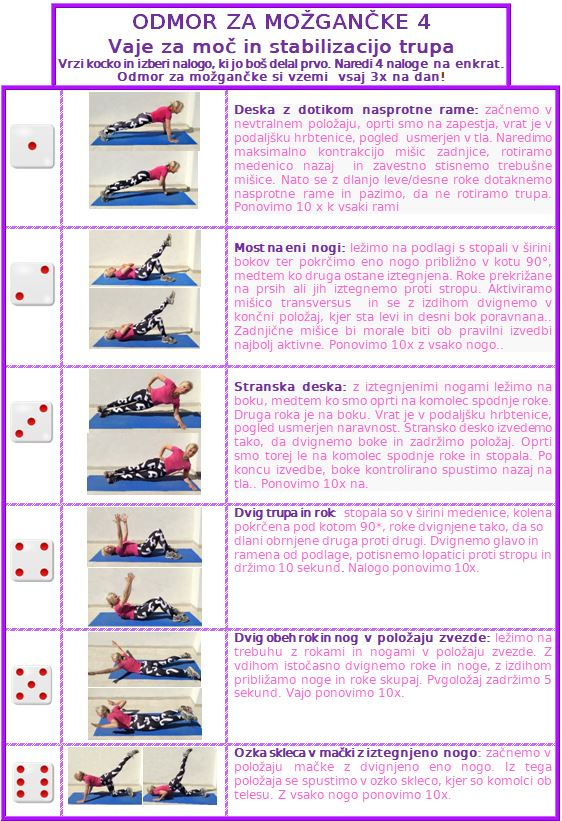 ODMOR ZA MOŽGANČKE 4
Vaje za moč in stabilizacijo trupa
Vrzi kocko in izberi nalogo, ki jo boš delal prvo. Naredi 4 naloge na enkrat.
Odmor za možgančke si vzemi vsaj 3x na dan!
Deska z dotikom nasprotne rame: začnemo v
nevtralnem položaju, oprti smo na zapestja, vrat je v
podaljšku hrbtenice, pogled usmerjen v tla. Naredimo
maksimalno kontrakcijo mišic zadnjice, rotiramo
medenico nazaj in zavestno stisnemo trebušne
mišice. Nato se z dlanjo leve/desne roke dotaknemo
nasprotne rame in pazimo, da ne rotiramo trupa.
Ponovimo 10 x k vsaki rami
Most na eni nogi: ležimo na podlagi s stopali v širini
bokov ter pokrčimo eno nogo približno v kotu 90°,
medtem ko druga ostane iztegnjena. Roke prekrižane
na prsih ali jih iztegnemo proti stropu. Aktiviramo
mišico transversus in se z izdihom dvignemo v
končni položaj, kjer sta levi in desni bok poravnana..
Zadnjične mišice bi morale biti ob pravilni izvedbi
najbolj aktivne. Ponovimo 10x z vsako nogo..
Stranska deska: z iztegnjenimi nogami ležimo na
boku, medtem ko smo oprti na komolec spodnje roke.
Druga roka je na boku. Vrat je v podaljšku hrbtenice,
pogled usmerjen naravnost. Stransko desko izvedemo
tako, da dvignemo boke in zadržimo položaj. Oprti
smo torej le na komolec spodnje roke in stopala. Po
koncu izvedbe, boke kontrolirano spustimo nazaj na
tla.. Ponovimo 10x na.
Dvig trupa in rok: stopala so v širini medenice, kolena
pokrčena pod kotom 90*, roke dvignjene tako, da so
dlani obrnjene druga proti drugi. Dvignemo glavo in
ramena od podlage, potisnemo lopatici proti stropu in
držimo 10 sekund. Nalogo ponovimo 10x.
Dvig obeh rok in nog v položaju zvezde: ležimo na
trebuhu z rokami in nogami v položaju zvezde. Z
vdihom istočasno dvignemo roke in noge, z izdihom
približamo noge in roke skupaj. Pvgoložaj zadržimo 5
sekund. Vajo ponovimo 10x.
Ozka skleca v mački z iztegnjeno nogo: začnemo v
položaju mačke z dvignjeno eno nogo. Iz tega
položaja se spustimo v ozko skleco, kjer so komolci ob
telesu. Z vsako nogo ponovimo 10x.